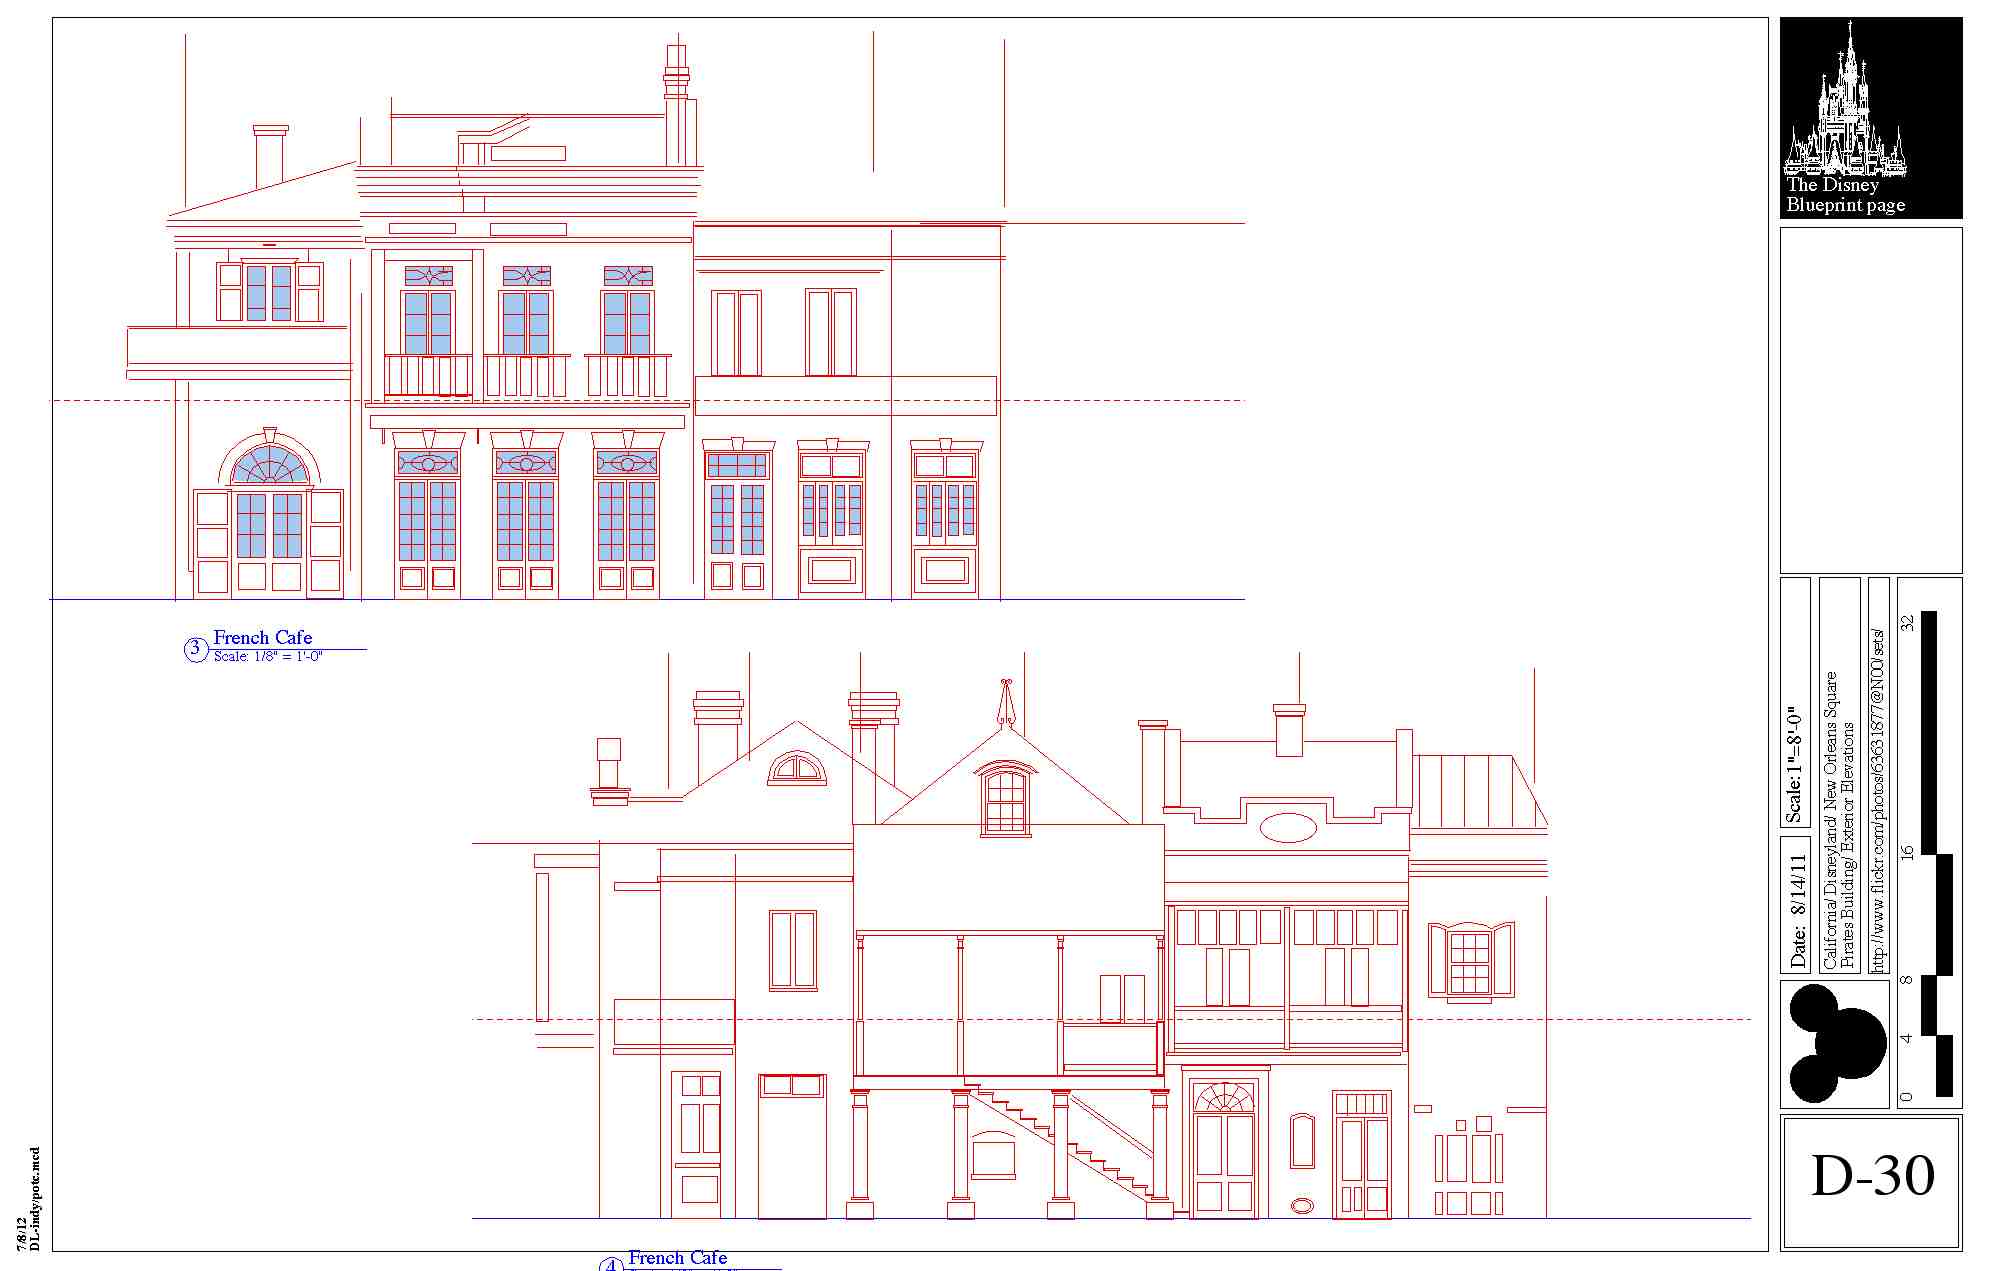 The Disney
Blueprint page
3
French Cafe
Scale: 1/8" = 1'-0"
4
French Cafe
Scale: 1"=8'-0"
Date: 8/14/11
California/ Disneyland/ New Orleans Square
Pirates Building/ Exterior Elevations
http://www.flickr.com/photos/63631877@N00/sets/
32
16
8
4
0
D-30
7/8/12
DL-indy/potc.mcd